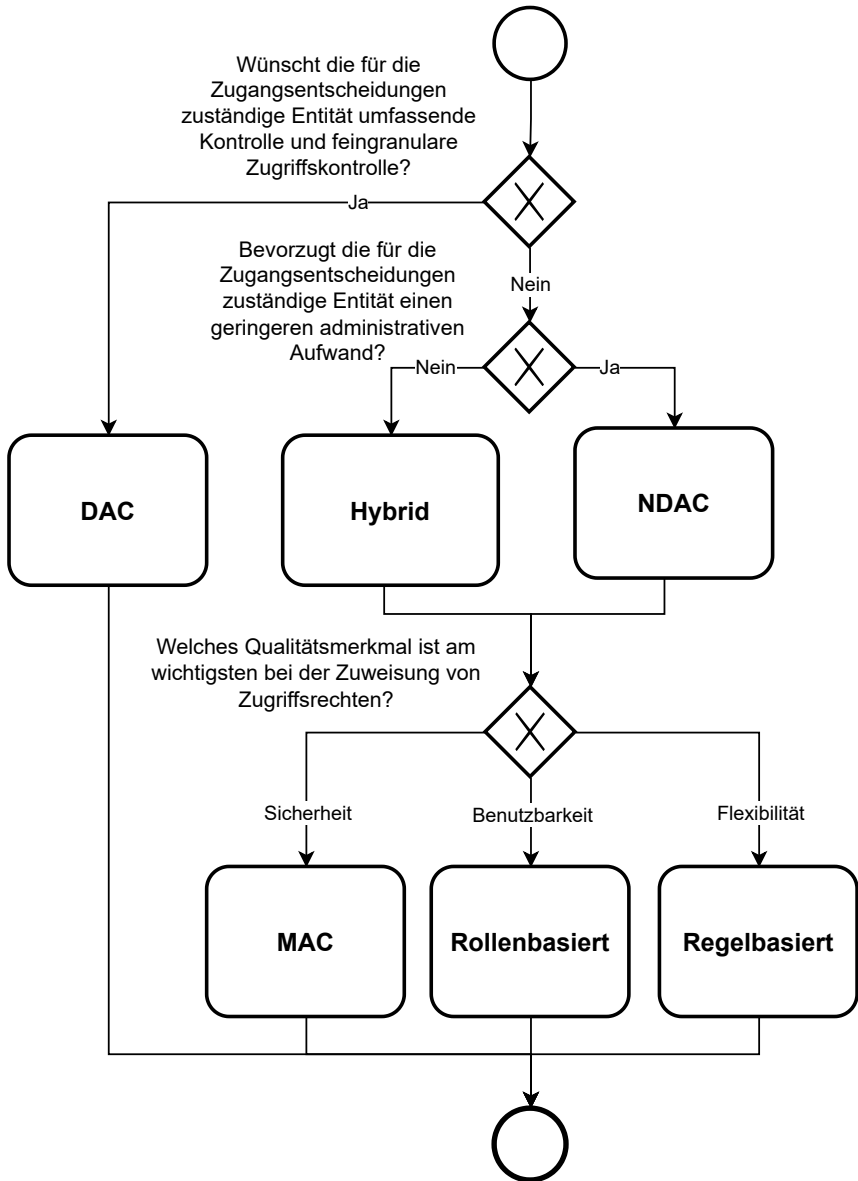 Wünscht die für die
Zugangsentscheidungen
zuständige Entität umfassende
Kontrolle und feingranulare
Zugriffskontrolle?
Ja
Bevorzugt die für die
Zugangsentscheidungen
zuständige Entität einen
geringeren administrativen
Aufwand?
Nein
Nein
Ja
DAC
Hybrid
NDAC
Welches Qualitätsmerkmal ist am
wichtigsten bei der Zuweisung von
Zugriffsrechten?
Sicherheit
Benutzbarkeit
Flexibilität
MAC
Rollenbasiert
Regelbasiert